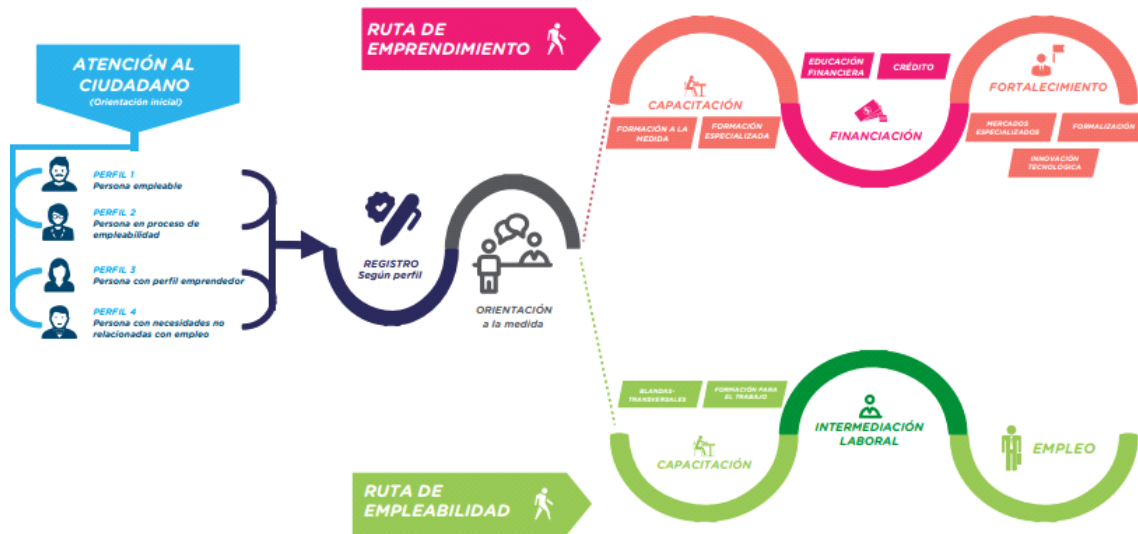 ATENCIÓN AL
CIUDADANO
(Orientación inicial)
PERFIL 1
Persona empleable
PERFIL 2
Persona en proceso de
empleabilidad
PERFIL 3
Persona con perfil emprendedor
PERFIL 4
Persona con necesidades no
relacionadas con empleo
REGISTRO
Según perfil
ORIENTACIÓN
a la medida
RUTA DE
EMPRENDIMIENTO
CAPACITACIÓN
FORMACIÓN A LA
MEDIDA
FORMACIÓN
ESPECIALIZADA
EDUCACIÓN
FINANCIERA
CRÉDITO
FINANCIACIÓN
FORTALECIMIENTO
MERCADOS
ESPECIALIZADOS
FORMALIZACIÓN
INNOVACIÓN
TECNOLÓGICA
RUTA DE
EMPLEABILIDAD
BLANDAS-
TRANSVERSALES
FORMACIÓN PARA
EL TRABAJO
CAPACITACIÓN
INTERMEDIACIÓN
LABORAL
EMPLEO